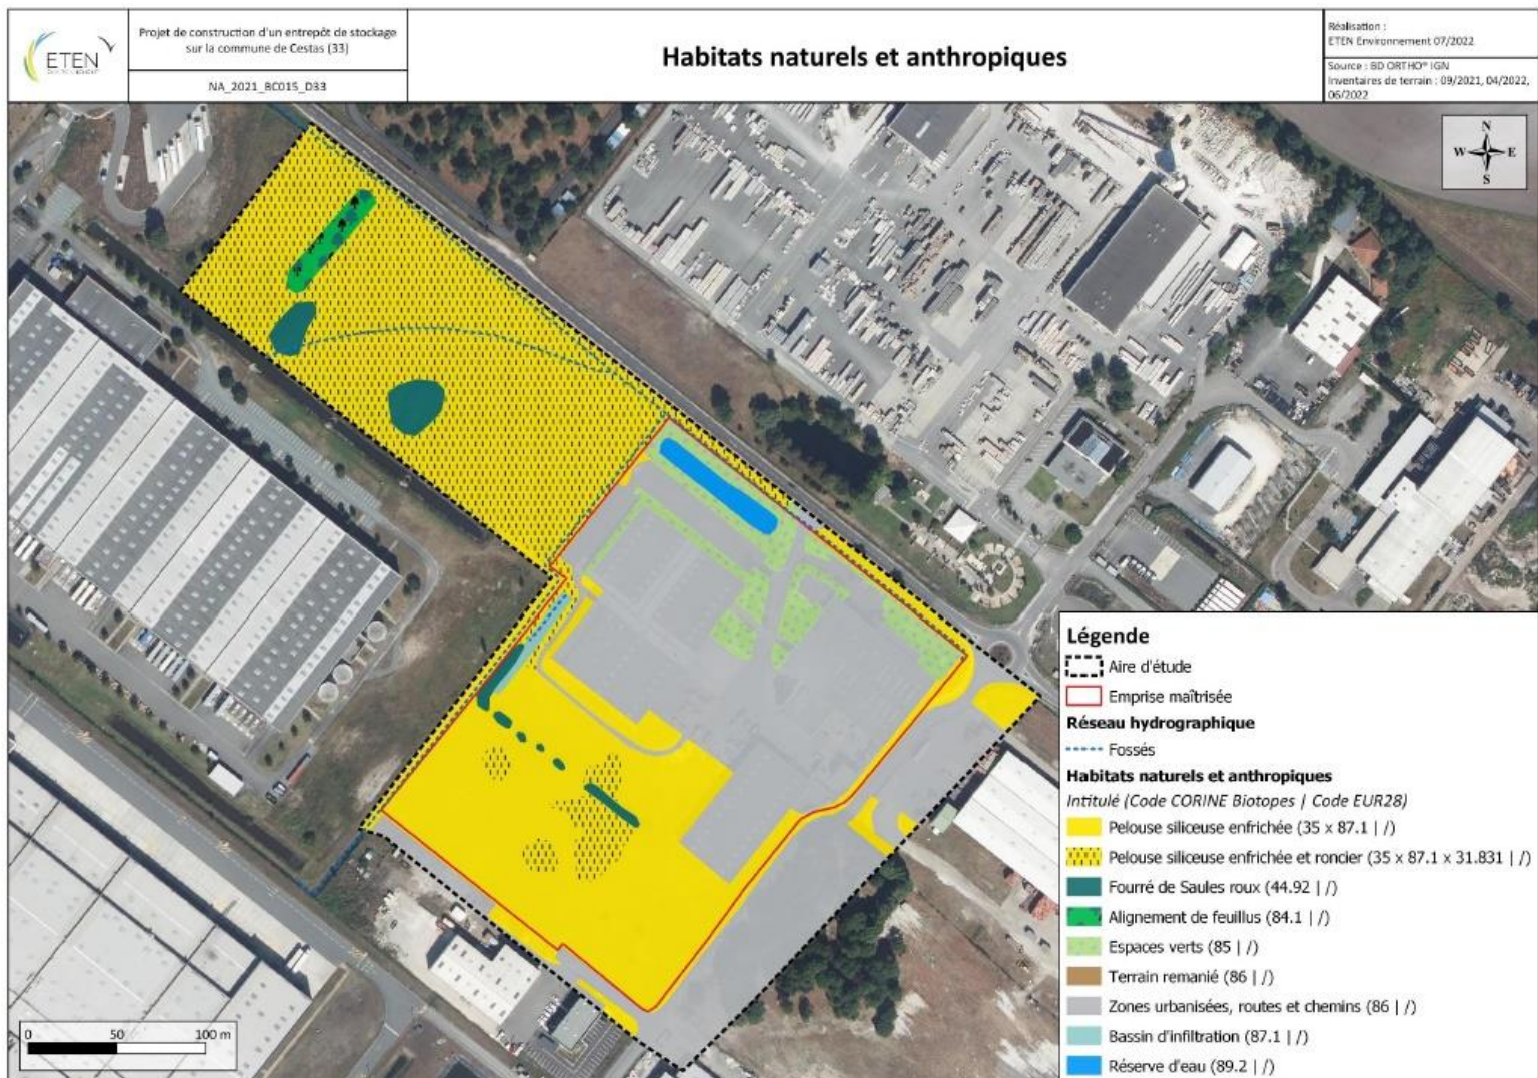 ETEN
Projet de construction d'un entrepôt de stockage
sur la commune de Cestas (33)
NA_2021_BC015_D33
Habitats naturels et anthropiques
Réalisation :
ETEN Environnement 07/2022
Source : BD ORTHO® IGN
Inventaires de terrain : 09/2021, 04/2022,
06/2022
N
W E
S
Légende
Aire d'étude
Emprise maîtrisée
Réseau hydrographique
Fossés
Habitats naturels et anthropiques
Intitulé (Code CORINE Biotopes | Code EUR28)
Pelouse siliceuse enfrichée (35 x 87.1 | /)
Pelouse siliceuse enfrichée et roncier (35 x 87.1 x 31.831 | /)
Fourré de Saules roux (44.92 | /)
Alignement de feuillus (84.1 | /)
Espaces verts (85 | /)
Terrain remanié (86 | /)
Zones urbanisées, routes et chemins (86 | /)
Bassin d'infiltration (87.1 | /)
Réserve d'eau (89.2 | /)
0 50 100 m